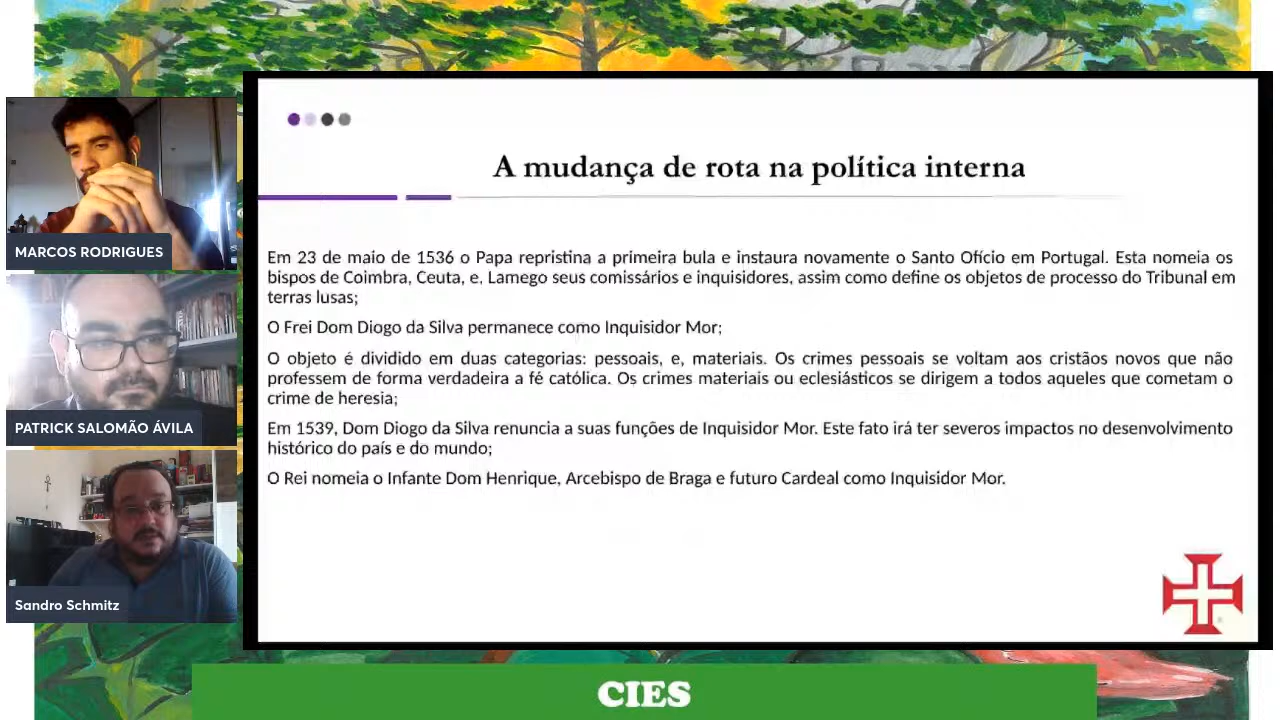 MARCOS RODRIGUES
PATRICK SALOMÃO ÁVILA
Sandro Schmitz
A mudança de rota na política interna
Em 23 de maio de 1536 o Papa repristina a primeira bula e instaura novamente o Santo Ofício em Portugal. Esta nomeia os
bispos de Coimbra, Ceuta, e, Lamego seus comissários e inquisidores, assim como define os objetos de processo do Tribunal em
terras lusas;
O Frei Dom Diogo da Silva permanece como Inquisidor Mor;
O objeto é dividido em duas categorias: pessoais, e, materiais. Os crimes pessoais se voltam aos cristãos novos que não
professem de forma verdadeira a fé católica. Os crimes materiais ou eclesiásticos se dirigem a todos aqueles que cometam o
crime de heresia;
Em 1539, Dom Diogo da Silva renuncia a suas funções de Inquisidor Mor. Este fato irá ter severos impactos no desenvolvimento
histórico do país e do mundo;
O Rei nomeia o Infante Dom Henrique, Arcebispo de Braga e futuro Cardeal como Inquisidor Mor.
CIES